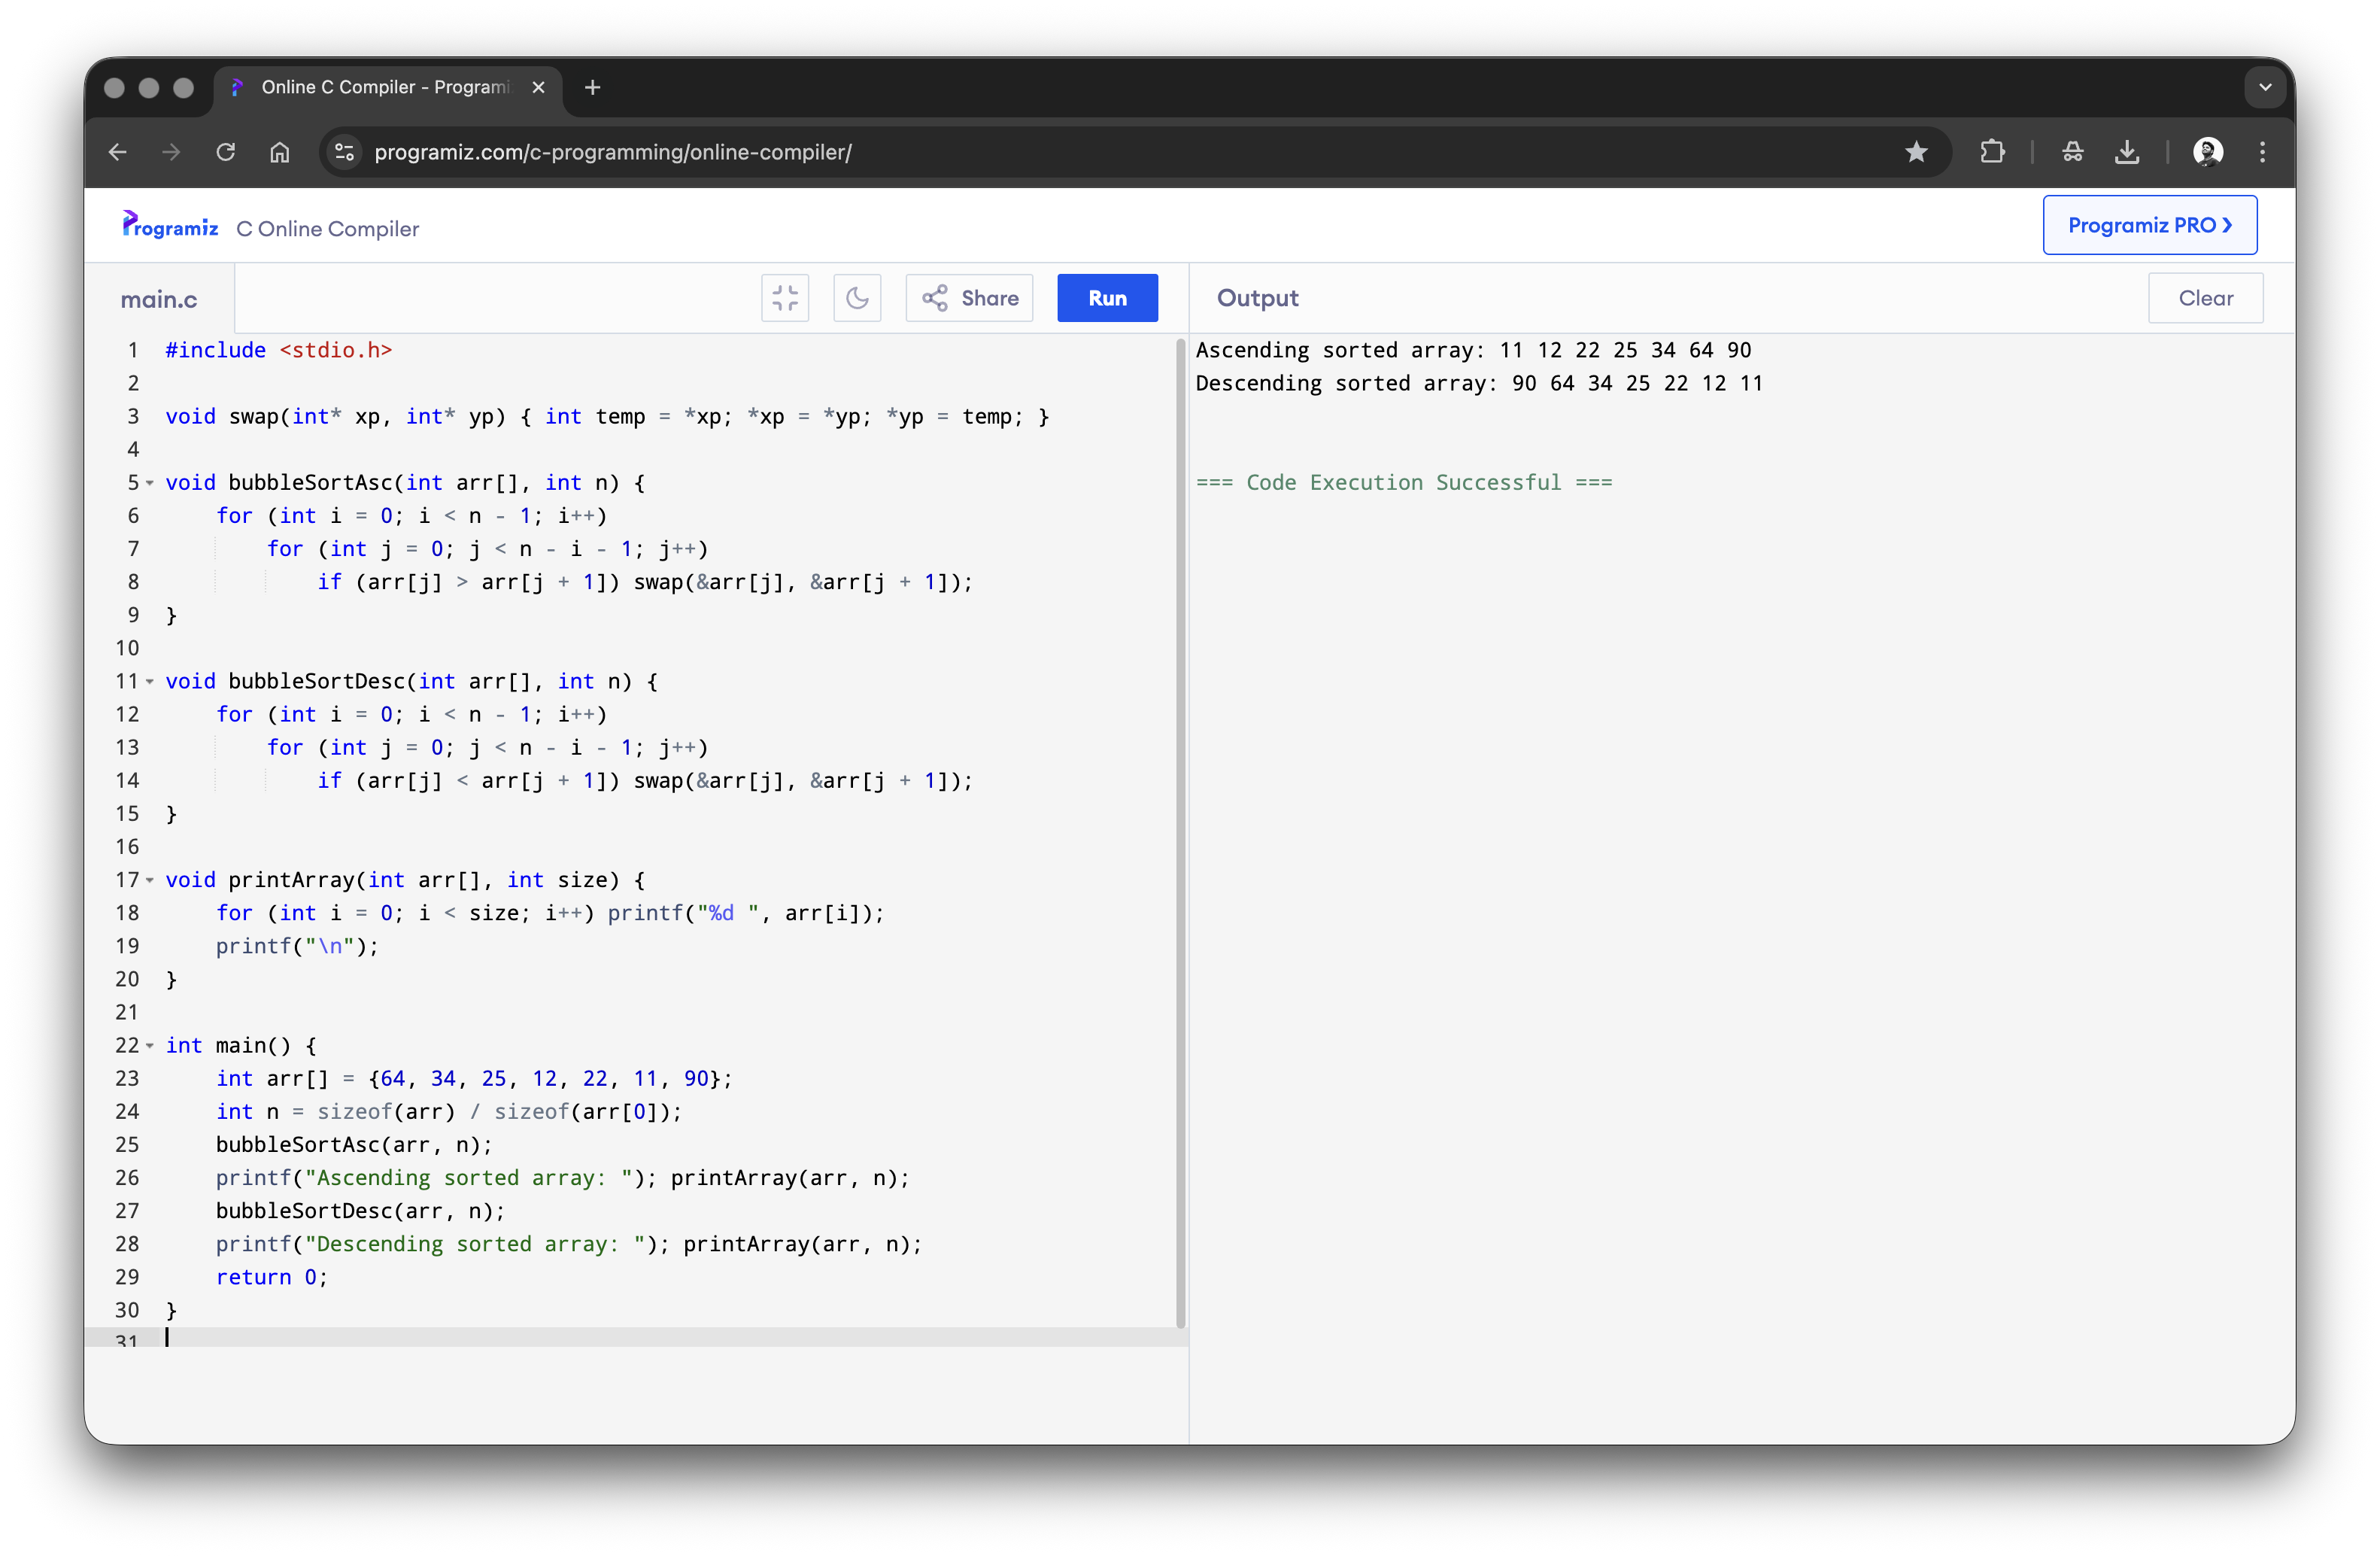 Online C Compiler - Programi
programiz.com/c-programming/online-compiler/
Programiz C Online Compiler
Programiz PRO
main.c
Share
Run
Output
Clear
1 #include <stdio.h>
2
3 void swap(int* xp, int* yp) { int temp = *xp; *xp = *yp; *yp = temp; }
4
5 void bubbleSortAsc(int arr[], int n) {
6     for (int i = 0; i < n - 1; i++)
7         for (int j = 0; j < n - i - 1; j++)
8             if (arr[j] > arr[j + 1]) swap(&arr[j], &arr[j + 1]);
9 }
10
11 void bubbleSortDesc(int arr[], int n) {
12     for (int i = 0; i < n - 1; i++)
13         for (int j = 0; j < n - i - 1; j++)
14             if (arr[j] < arr[j + 1]) swap(&arr[j], &arr[j + 1]);
15 }
16
17 void printArray(int arr[], int size) {
18     for (int i = 0; i < size; i++) printf("%d ", arr[i]);
19     printf("\n");
20 }
21
22 int main() {
23     int arr[] = {64, 34, 25, 12, 22, 11, 90};
24     int n = sizeof(arr) / sizeof(arr[0]);
25     bubbleSortAsc(arr, n);
26     printf("Ascending sorted array: "); printArray(arr, n);
27     bubbleSortDesc(arr, n);
28     printf("Descending sorted array: "); printArray(arr, n);
29     return 0;
30 }
31
Ascending sorted array: 11 12 22 25 34 64 90
Descending sorted array: 90 64 34 25 22 12 11
=== Code Execution Successful ===